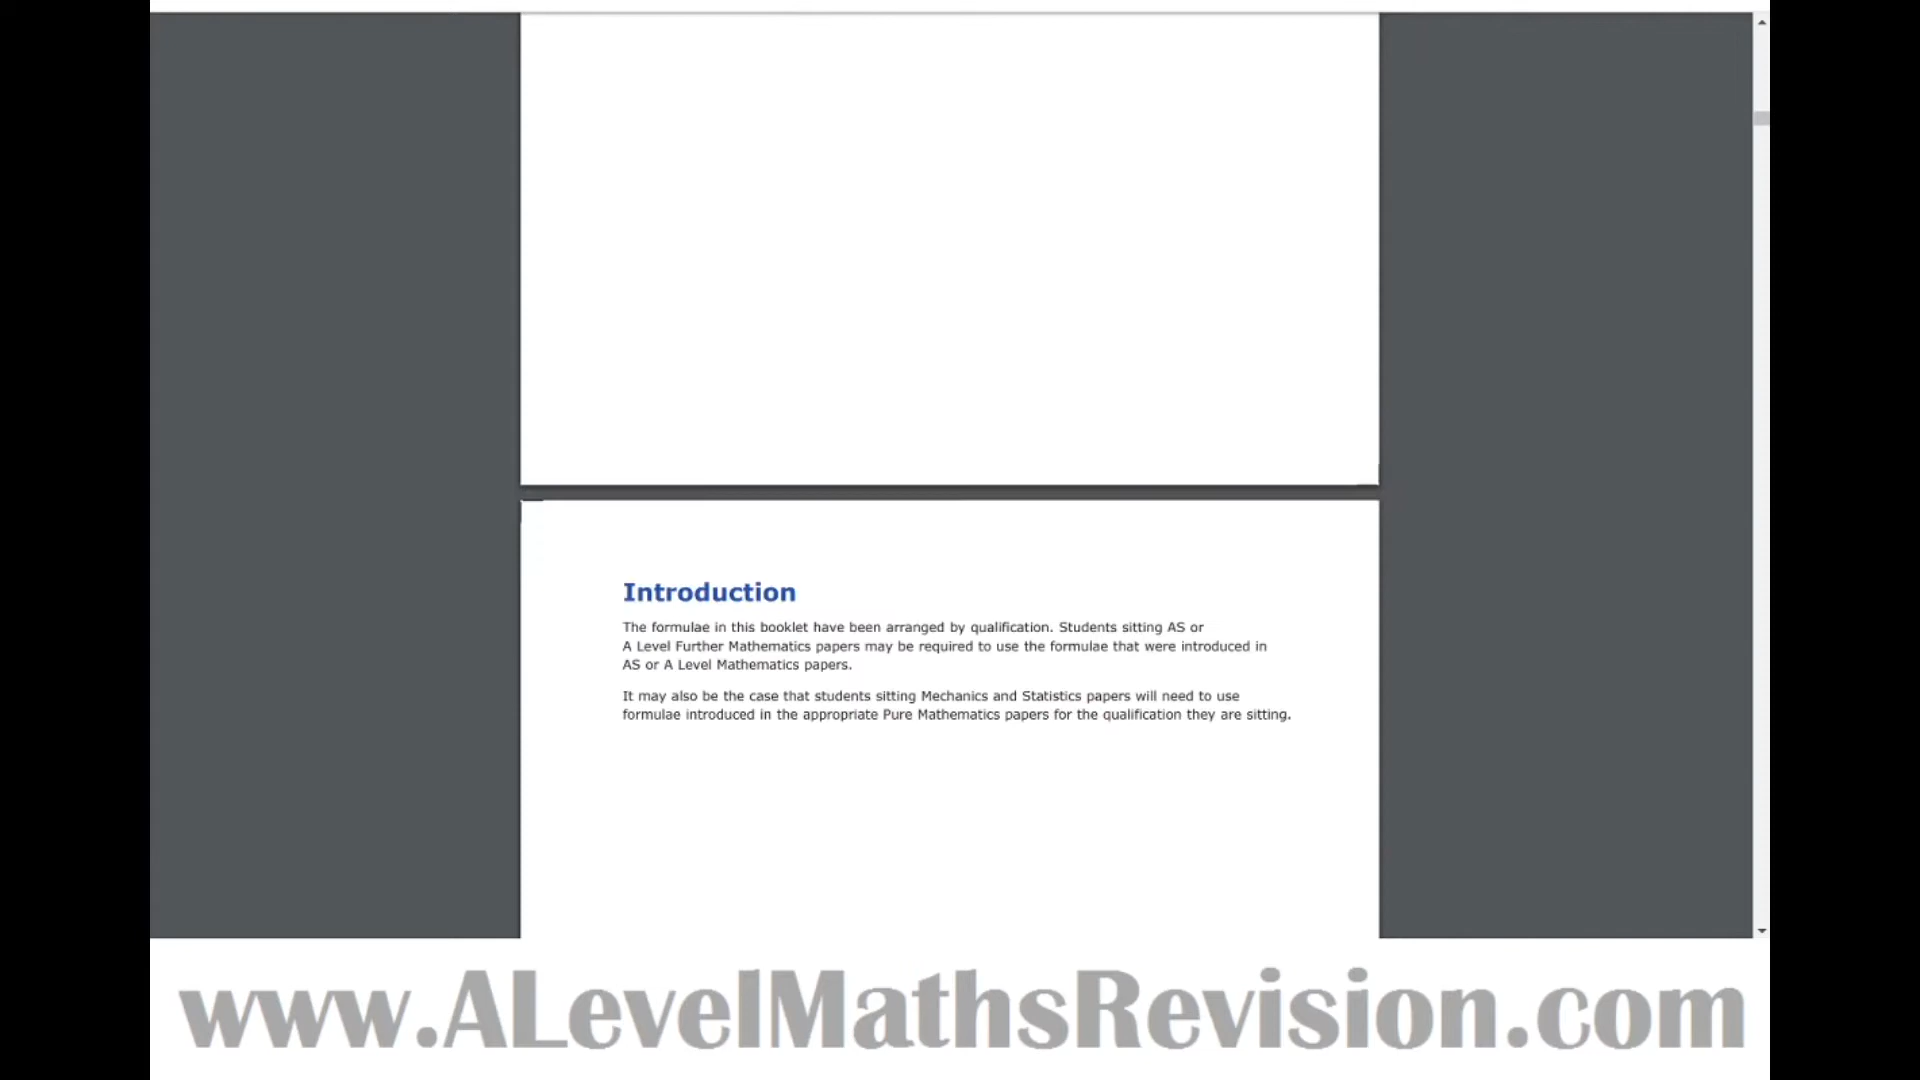 Introduction
The formulae in this booklet have been arranged by qualification. Students sitting AS or
A Level Further Mathematics papers may be required to use the formulae that were introduced in
AS or A Level Mathematics papers.
It may also be the case that students sitting Mechanics and Statistics papers will need to use
formulae introduced in the appropriate Pure Mathematics papers for the qualification they are sitting.
www.ALevelMathsRevision.com